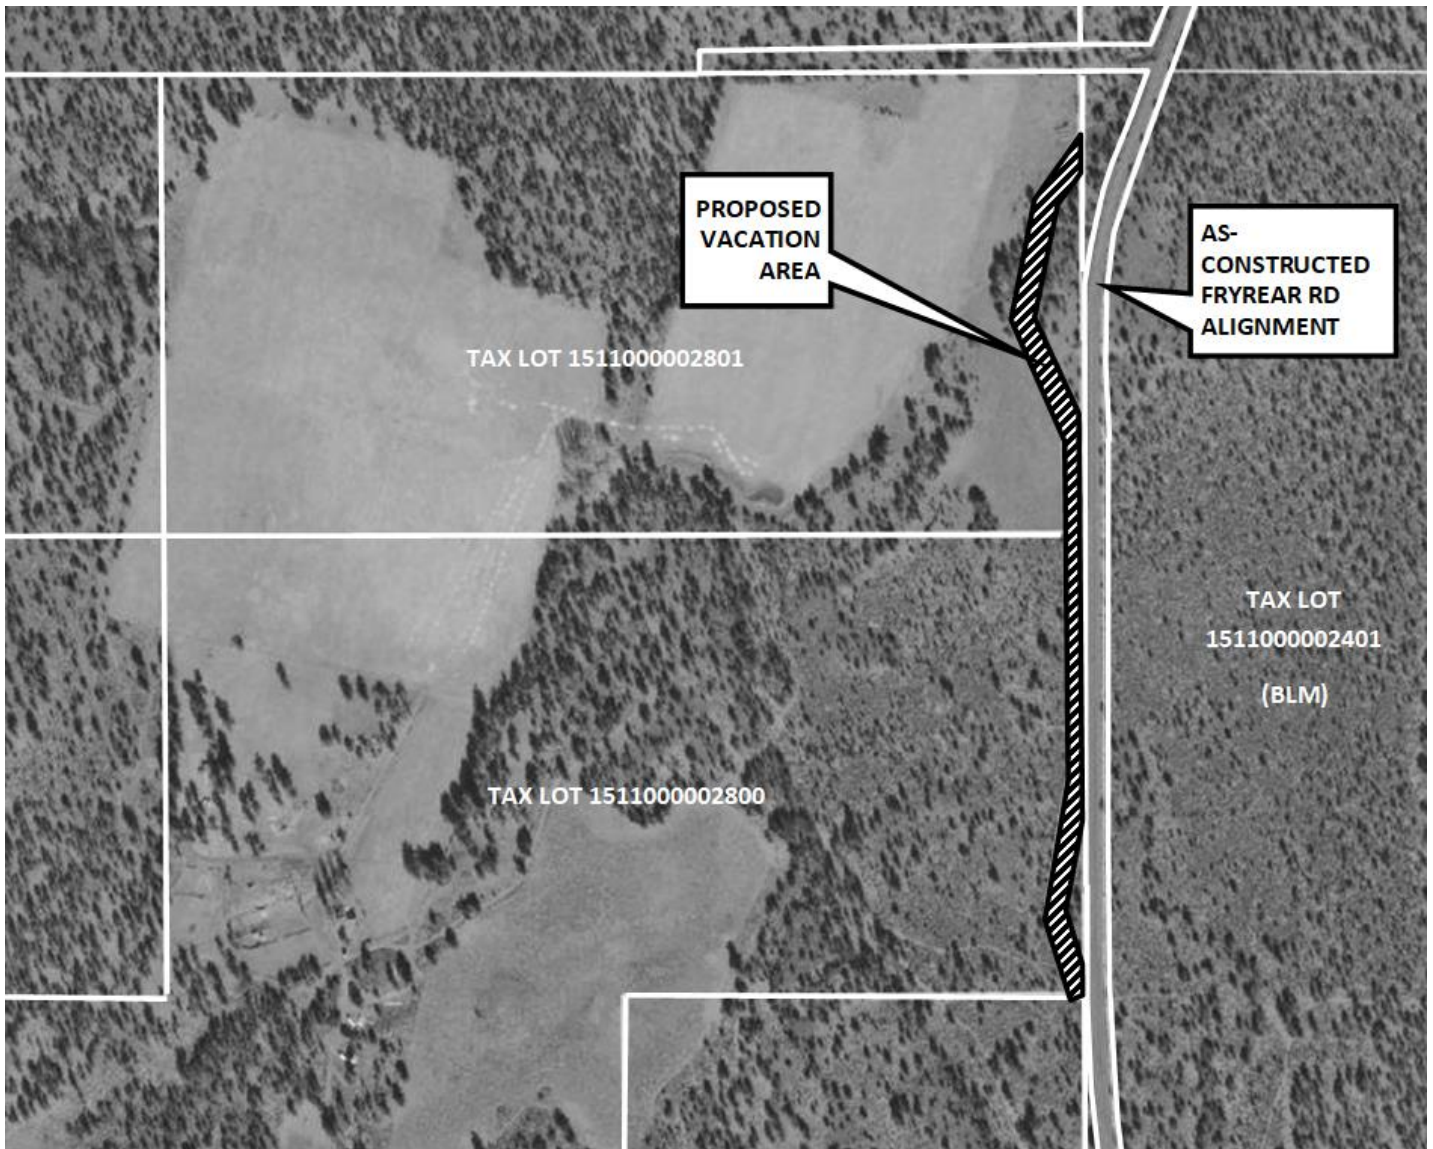 PROPOSED
VACATION
AREA
AS-
CONSTRUCTED
FRYREAR RD
ALIGNMENT
TAX LOT 1511000002801
TAX LOT
1511000002401
(BLM)
TAX LOT 1511000002800